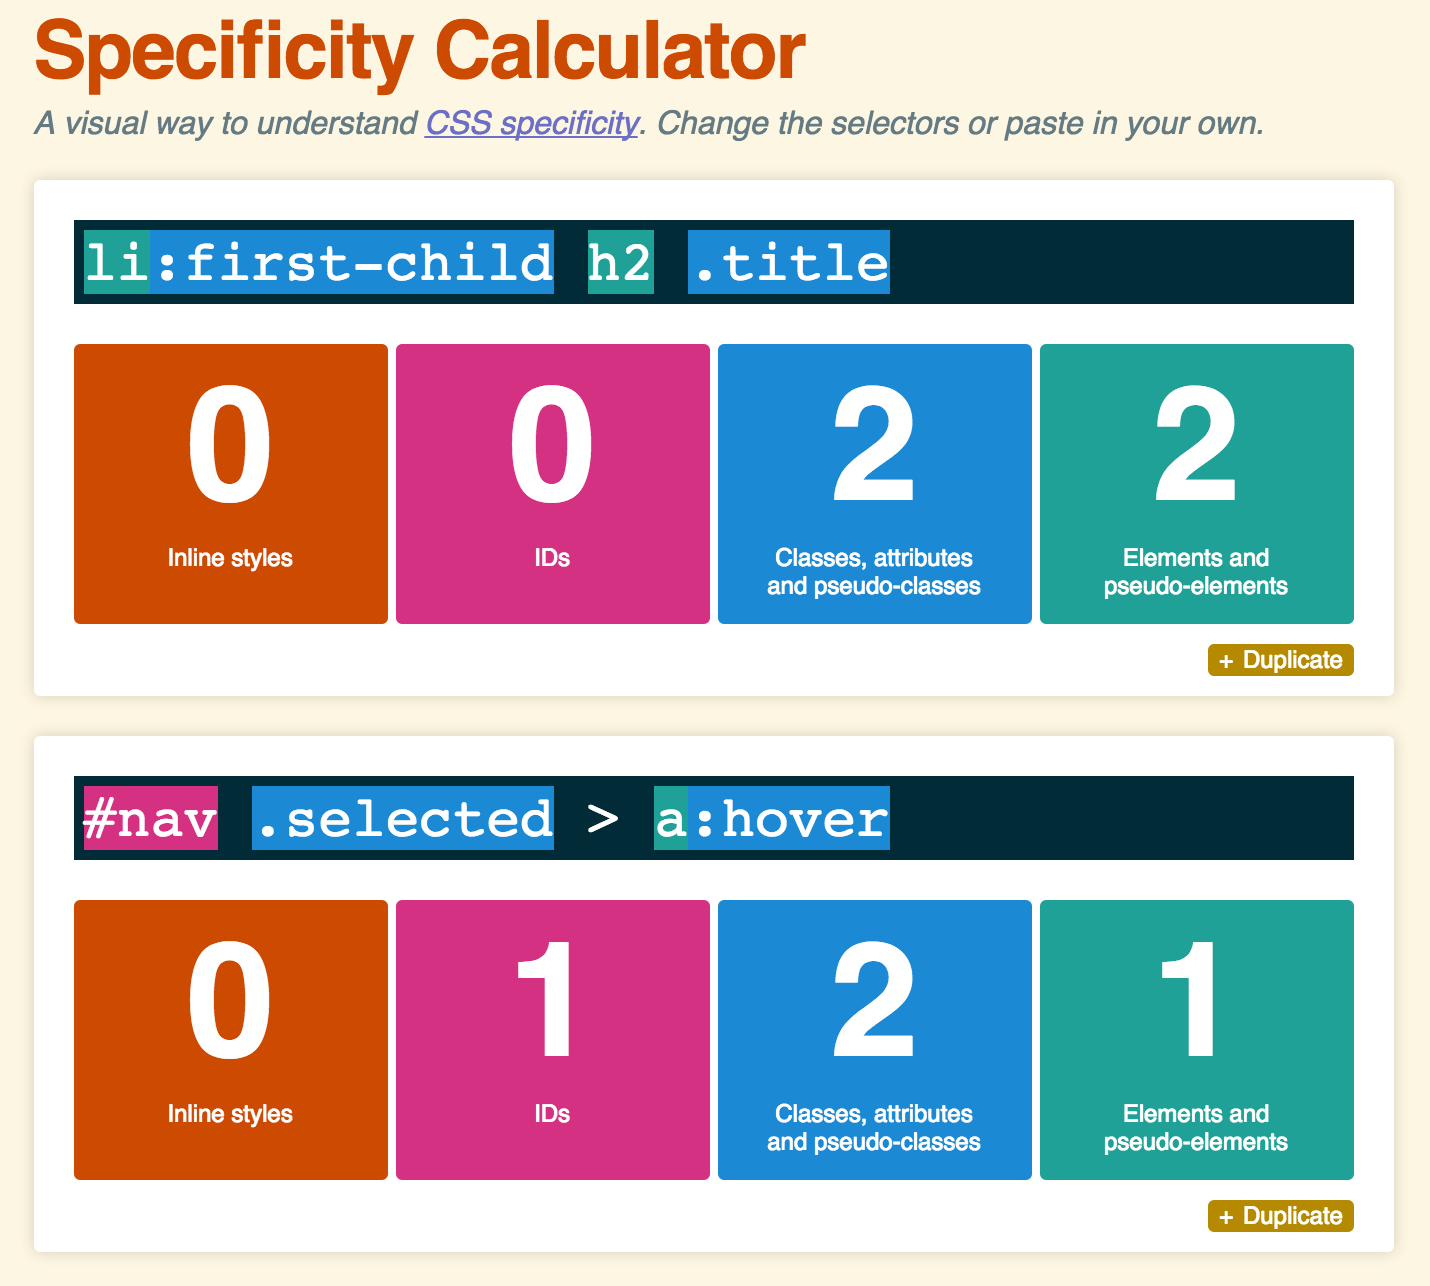 Specificity Calculator
A visual way to understand CSS specificity. Change the selectors or paste in your own.
li:first-child h2 .title
0 0 2 2
Inline styles IDs Classes, attributes Elements and
and pseudo-classes pseudo-elements
+ Duplicate
#nav .selected > a:hover
0 1 2 1
Inline styles IDs Classes, attributes Elements and
and pseudo-classes pseudo-elements
+ Duplicate